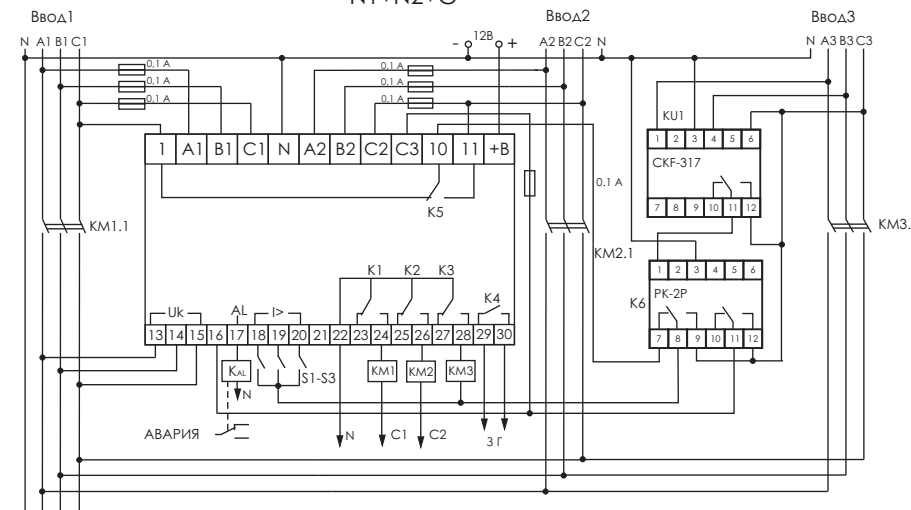 N1+N2+G
Ввод1
Ввод2
Ввод3
N A1 B1 C1
- 12В +
A2 B2 C2 N
N A3 B3 C3
0,1 А
0,1 А
0,1 А
0,1 А
0,1 А
0,1 А
KU1
1 A1 B1 C1 N A2 B2 C2 C3 10 11 +B
1 2 3 4 5 6
CKF-317
0.1 А
7 8 9 10 11 12
K5
KM1.1
KM2.1
KM3.
1 2 3 4 5 6
K1 K2 K3
K4
K6
РК-2Р
Uk
AL
I>
13 14 15 16 17 18 19 20 21 22 23 24 25 26 27 28 29 30
7 8 9 10 11 12
KAL
S1-S3
KM1
KM2
KM3
N
АВАРИЯ
N
C1
C2
3 Г